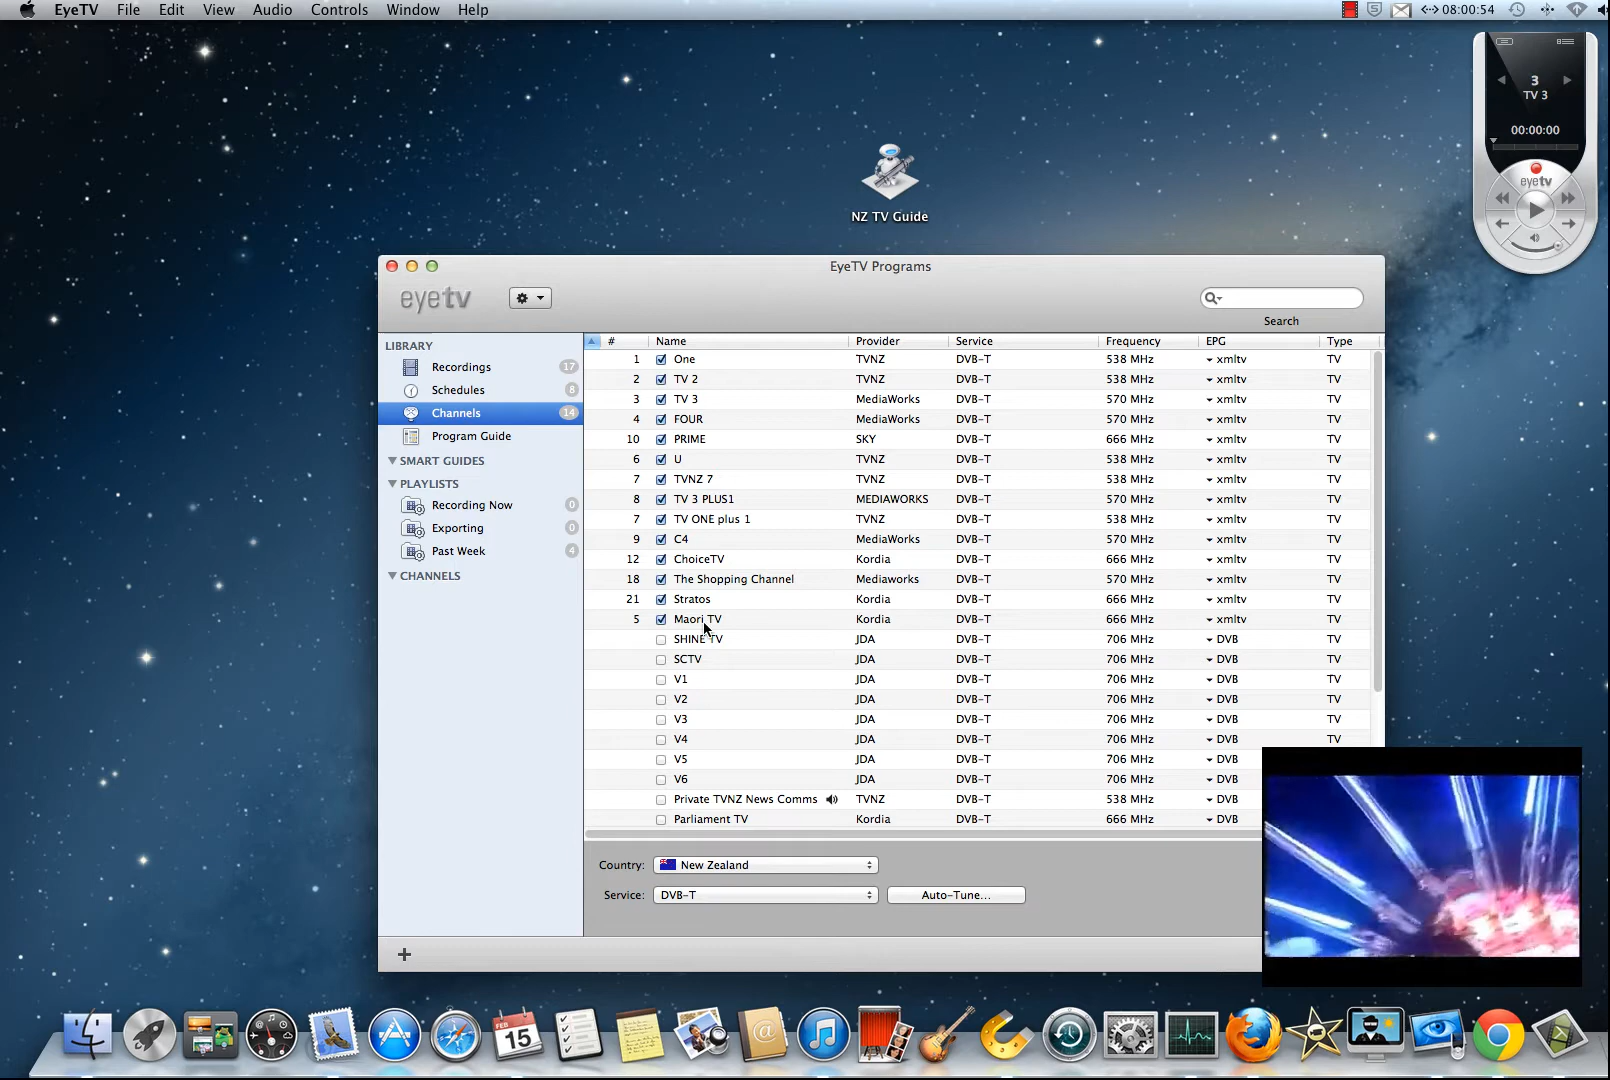 EyeTV File Edit View Audio Controls Window Help
08:00:54
3
TV 3
00:00:00
eyetv
NZ TV Guide
EyeTV Programs
eyetv
Search
LIBRARY
Recordings 17
Schedules 8
Channels 14
Program Guide
SMART GUIDES
PLAYLISTS
Recording Now 0
Exporting 0
Past Week 4
CHANNELS
# Name Provider Service Frequency EPG Type
1 One TVNZ DVB-T 538 MHz xmltv TV
2 TV 2 TVNZ DVB-T 538 MHz xmltv TV
3 TV 3 MediaWorks DVB-T 570 MHz xmltv TV
4 FOUR MediaWorks DVB-T 570 MHz xmltv TV
10 PRIME SKY DVB-T 666 MHz xmltv TV
6 U TVNZ DVB-T 538 MHz xmltv TV
7 TVNZ 7 TVNZ DVB-T 538 MHz xmltv TV
8 TV 3 PLUS1 MEDIAWORKS DVB-T 570 MHz xmltv TV
7 TV ONE plus 1 TVNZ DVB-T 538 MHz xmltv TV
9 C4 MediaWorks DVB-T 570 MHz xmltv TV
12 ChoiceTV Kordia DVB-T 666 MHz xmltv TV
18 The Shopping Channel Mediaworks DVB-T 570 MHz xmltv TV
21 Stratos Kordia DVB-T 666 MHz xmltv TV
5 Maori TV Kordia DVB-T 666 MHz xmltv TV
SHINE TV JDA DVB-T 706 MHz DVB TV
SCTV JDA DVB-T 706 MHz DVB TV
V1 JDA DVB-T 706 MHz DVB TV
V2 JDA DVB-T 706 MHz DVB TV
V3 JDA DVB-T 706 MHz DVB TV
V4 JDA DVB-T 706 MHz DVB TV
V5 JDA DVB-T 706 MHz DVB
V6 JDA DVB-T 706 MHz DVB
Private TVNZ News Comms TVNZ DVB-T 538 MHz DVB
Parliament TV Kordia DVB-T 666 MHz DVB
Country: New Zealand
Service: DVB-T Auto-Tune...
FEB
15